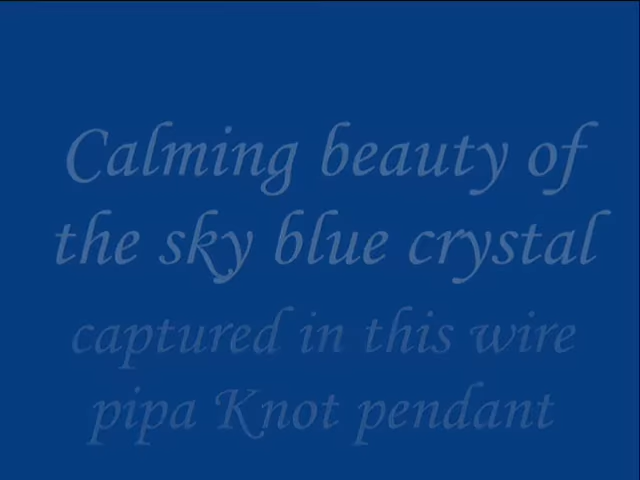 Calming beauty of
the sky blue crystal
captured in this wire
pipa Knot pendant